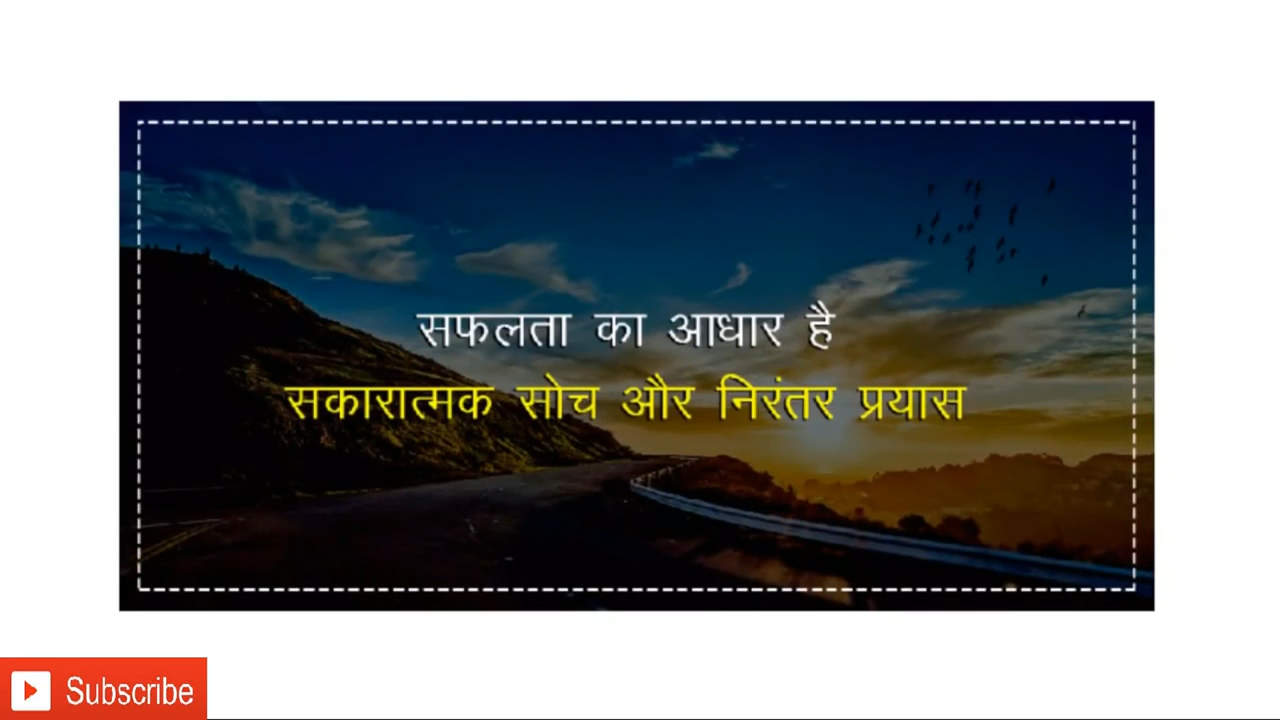 सफलता का आधार है
सकारात्मक सोच और निरंतर प्रयास
Subscribe